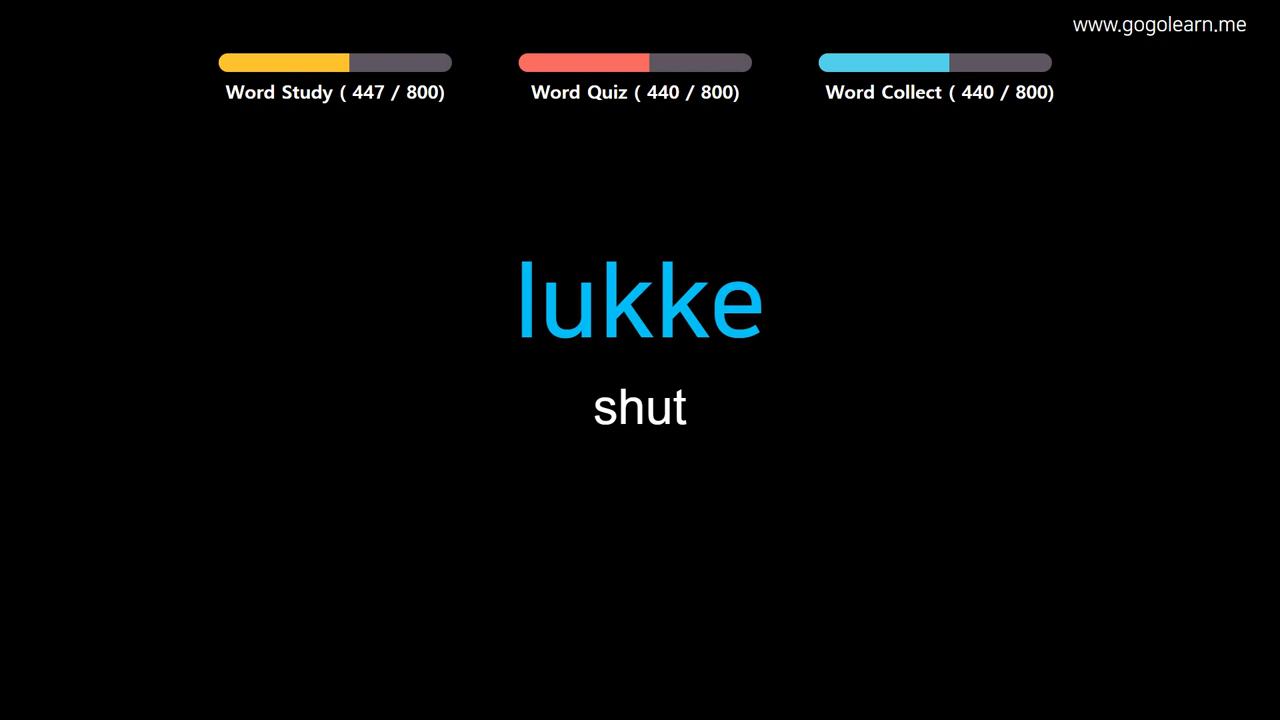 www.gogolearn.me
Word Study ( 447 / 800)
Word Quiz ( 440 / 800)
Word Collect ( 440 / 800)
lukke
shut